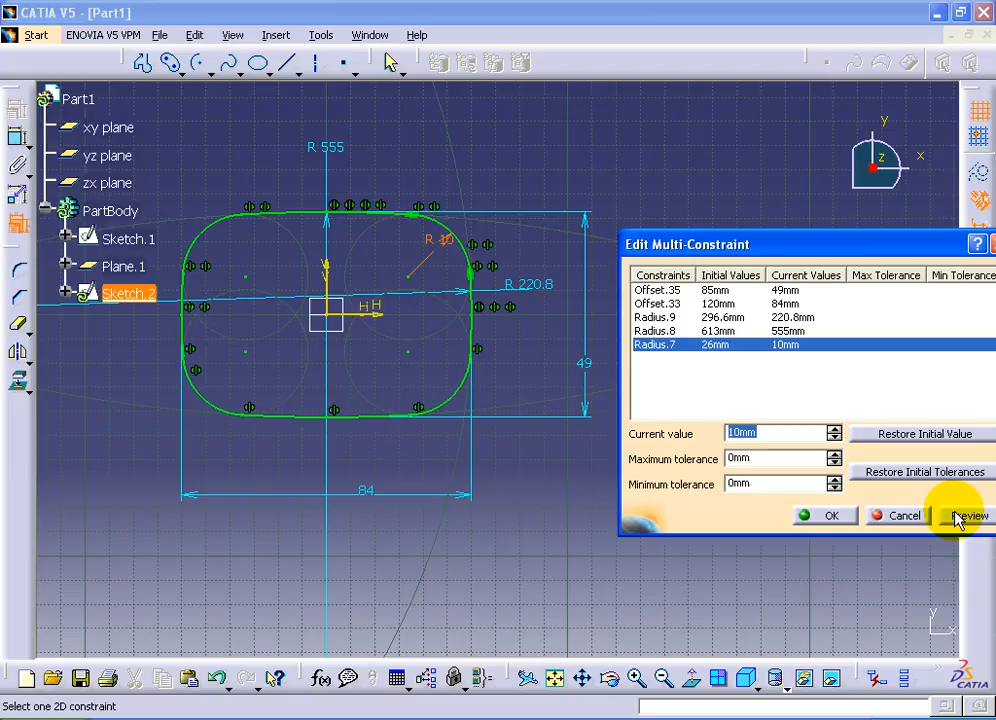 CATIA V5 - [Part1]
Start ENOVIA V5 VPM File Edit View Insert Tools Window Help
Part1
xy plane
yz plane
zx plane
PartBody
Sketch.1
Plane.1
Sketch.2
R 555
R 10
R 220.8
H H
49
84
y
x
z
Edit Multi-Constraint
Constraints Initial Values Current Values Max Tolerance Min Tolerance
Offset.35 85mm 49mm
Offset.33 120mm 84mm
Radius.9 296.6mm 220.8mm
Radius.8 613mm 555mm
Radius.7 26mm 10mm
Current value 10mm Restore Initial Value
Maximum tolerance 0mm Restore Initial Tolerances
Minimum tolerance 0mm
OK Cancel Preview
y
x
f(x)
CATIA
Select one 2D constraint